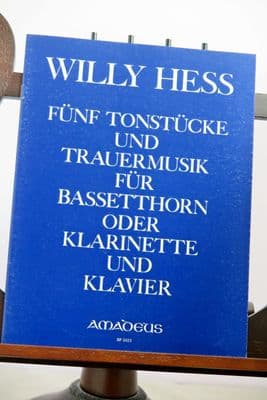 WILLY HESS
FÜNF TONSTÜCKE
UND
TRAUERMUSIK
FÜR
BASSETTHORN
ODER
KLARINETTE
UND
KLAVIER
AMADEUS